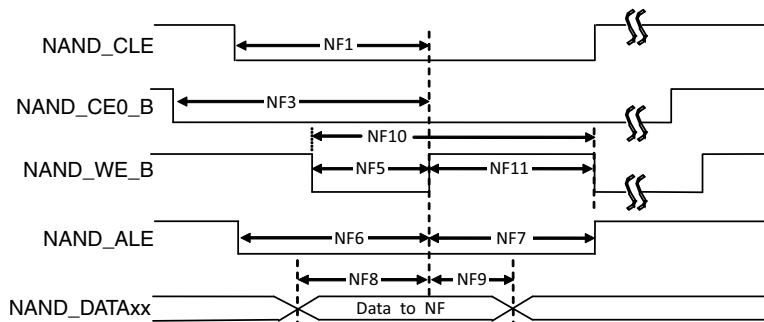 NAND_CLE
NF1
NAND_CE0_B
NF3
NF10
NAND_WE_B
NF5
NF11
NAND_ALE
NF6
NF7
NF8
NF9
NAND_DATAxx
Data to NF